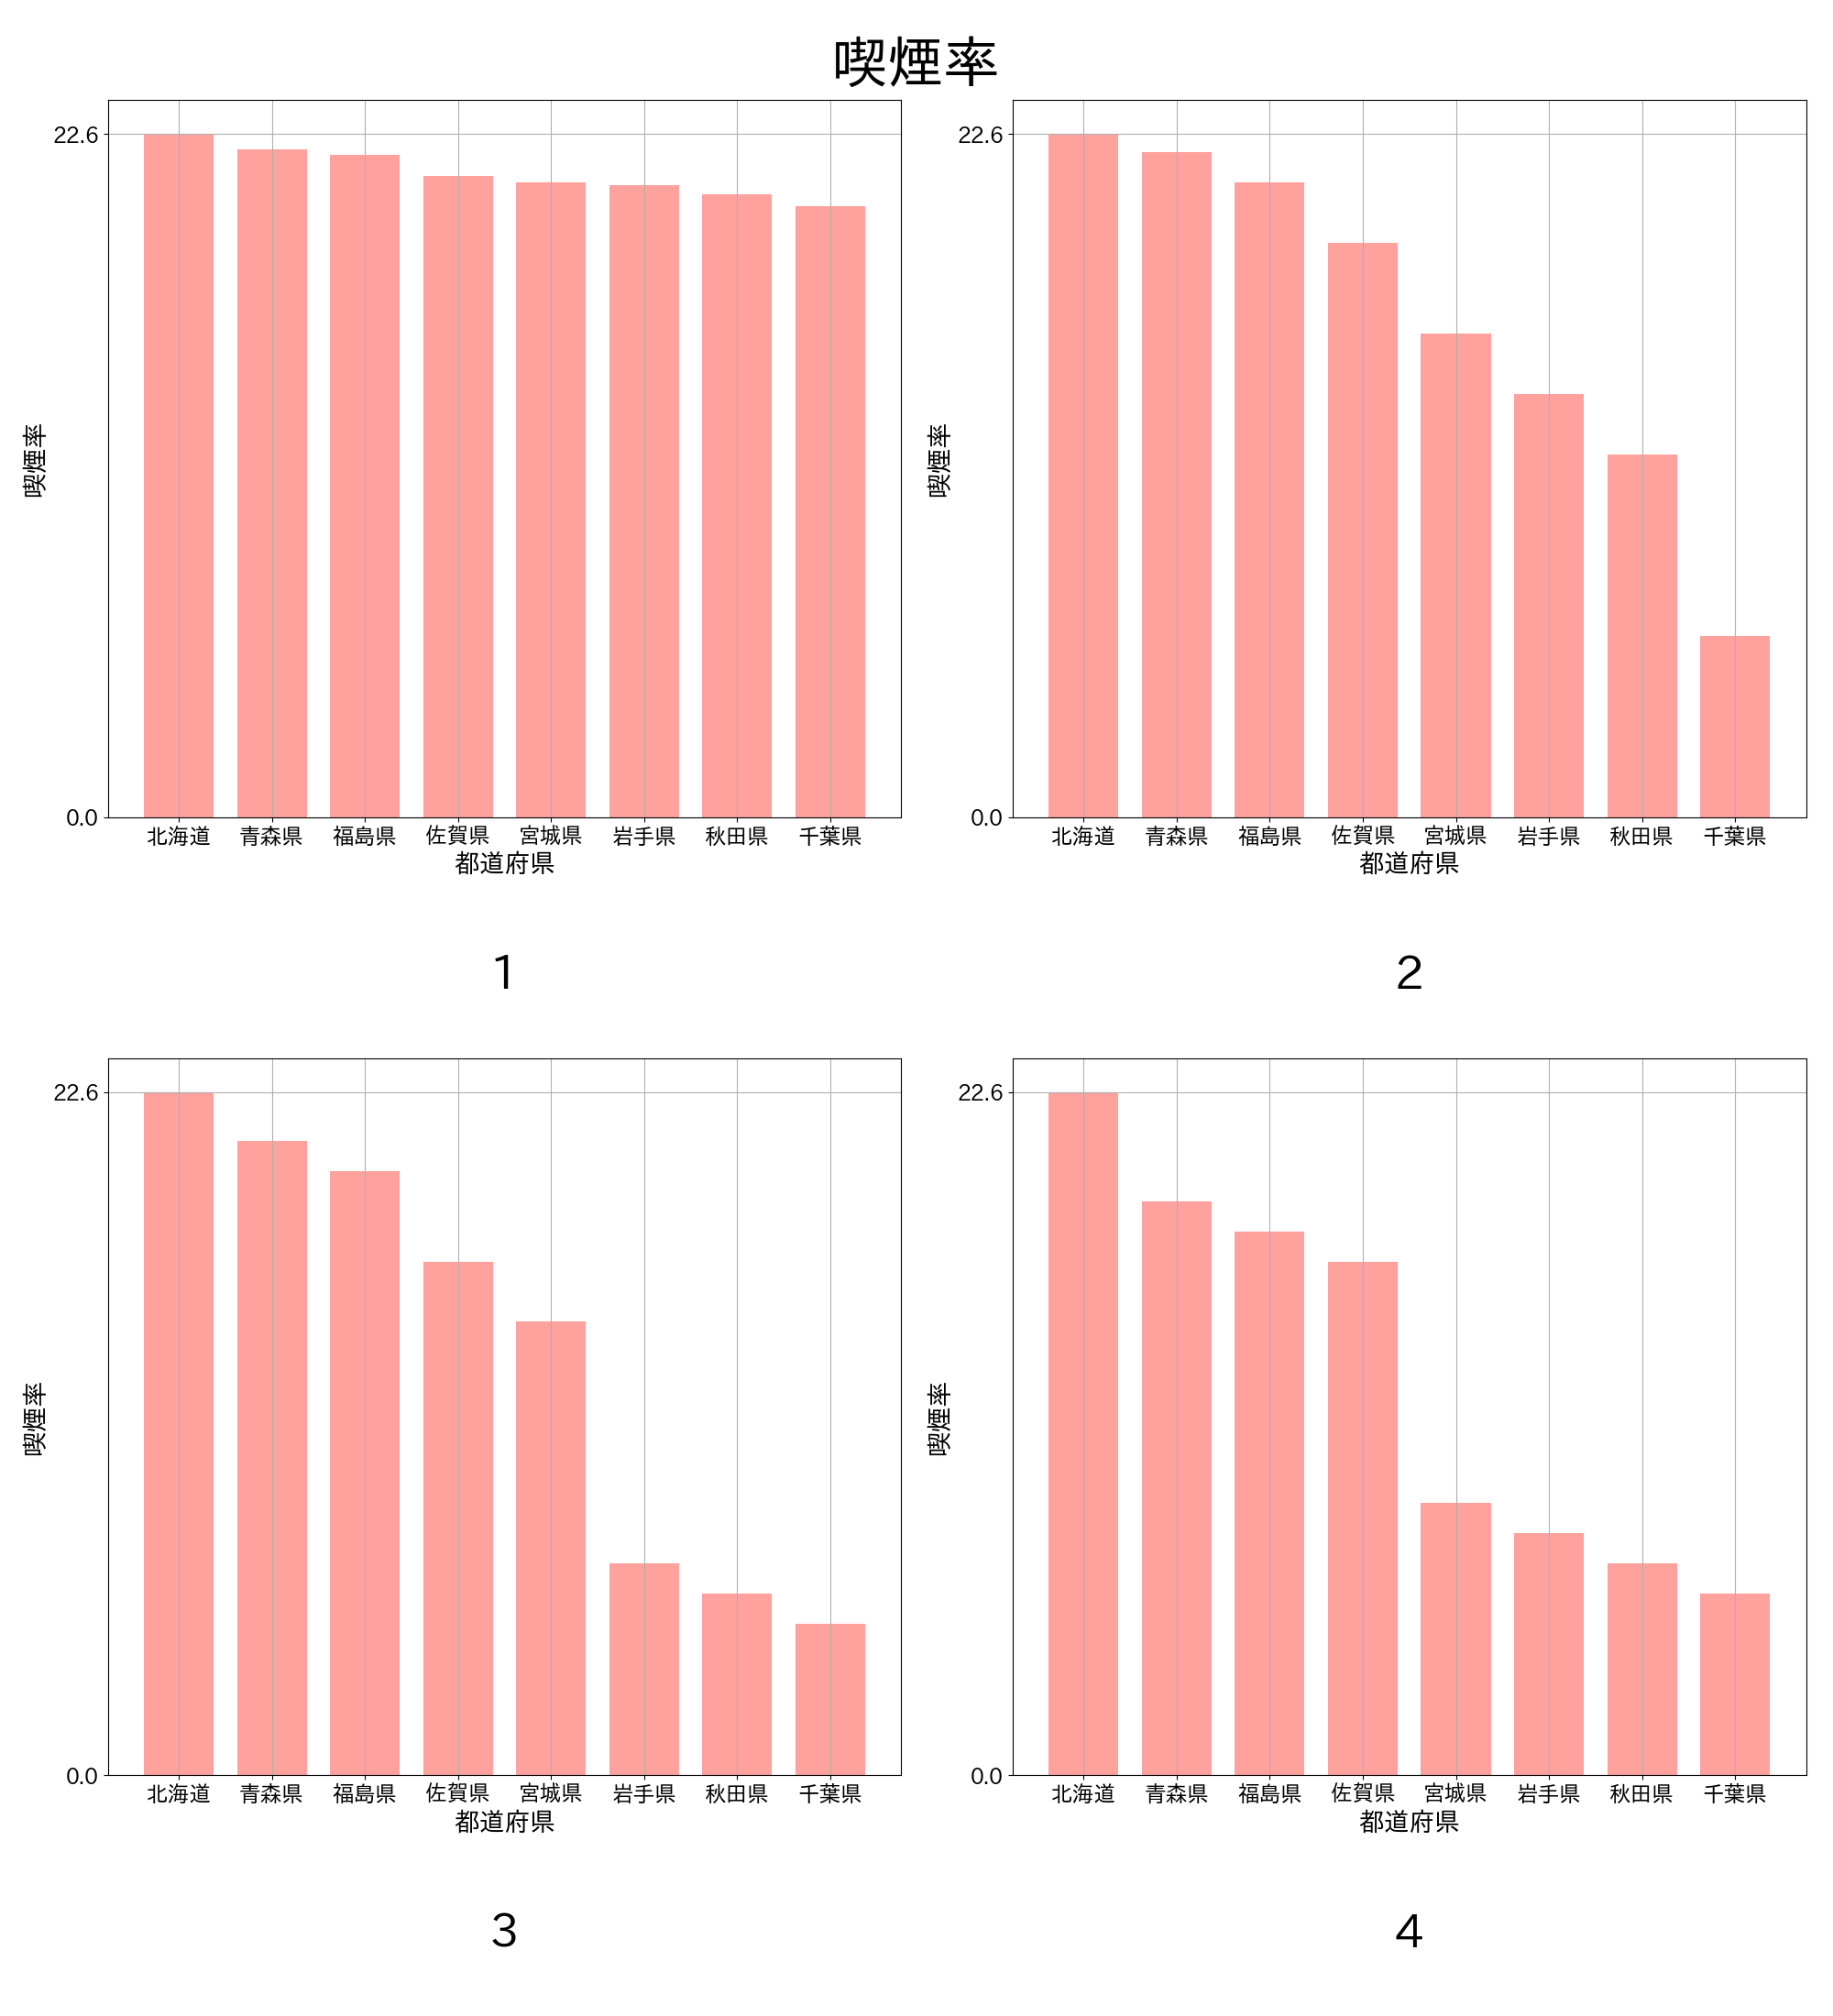 喫煙率
22.6
0.0
喫煙率
北海道 青森県 福島県 佐賀県 宮城県 岩手県 秋田県 千葉県
都道府県
1
22.6
0.0
喫煙率
北海道 青森県 福島県 佐賀県 宮城県 岩手県 秋田県 千葉県
都道府県
2
22.6
0.0
喫煙率
北海道 青森県 福島県 佐賀県 宮城県 岩手県 秋田県 千葉県
都道府県
3
22.6
0.0
喫煙率
北海道 青森県 福島県 佐賀県 宮城県 岩手県 秋田県 千葉県
都道府県
4